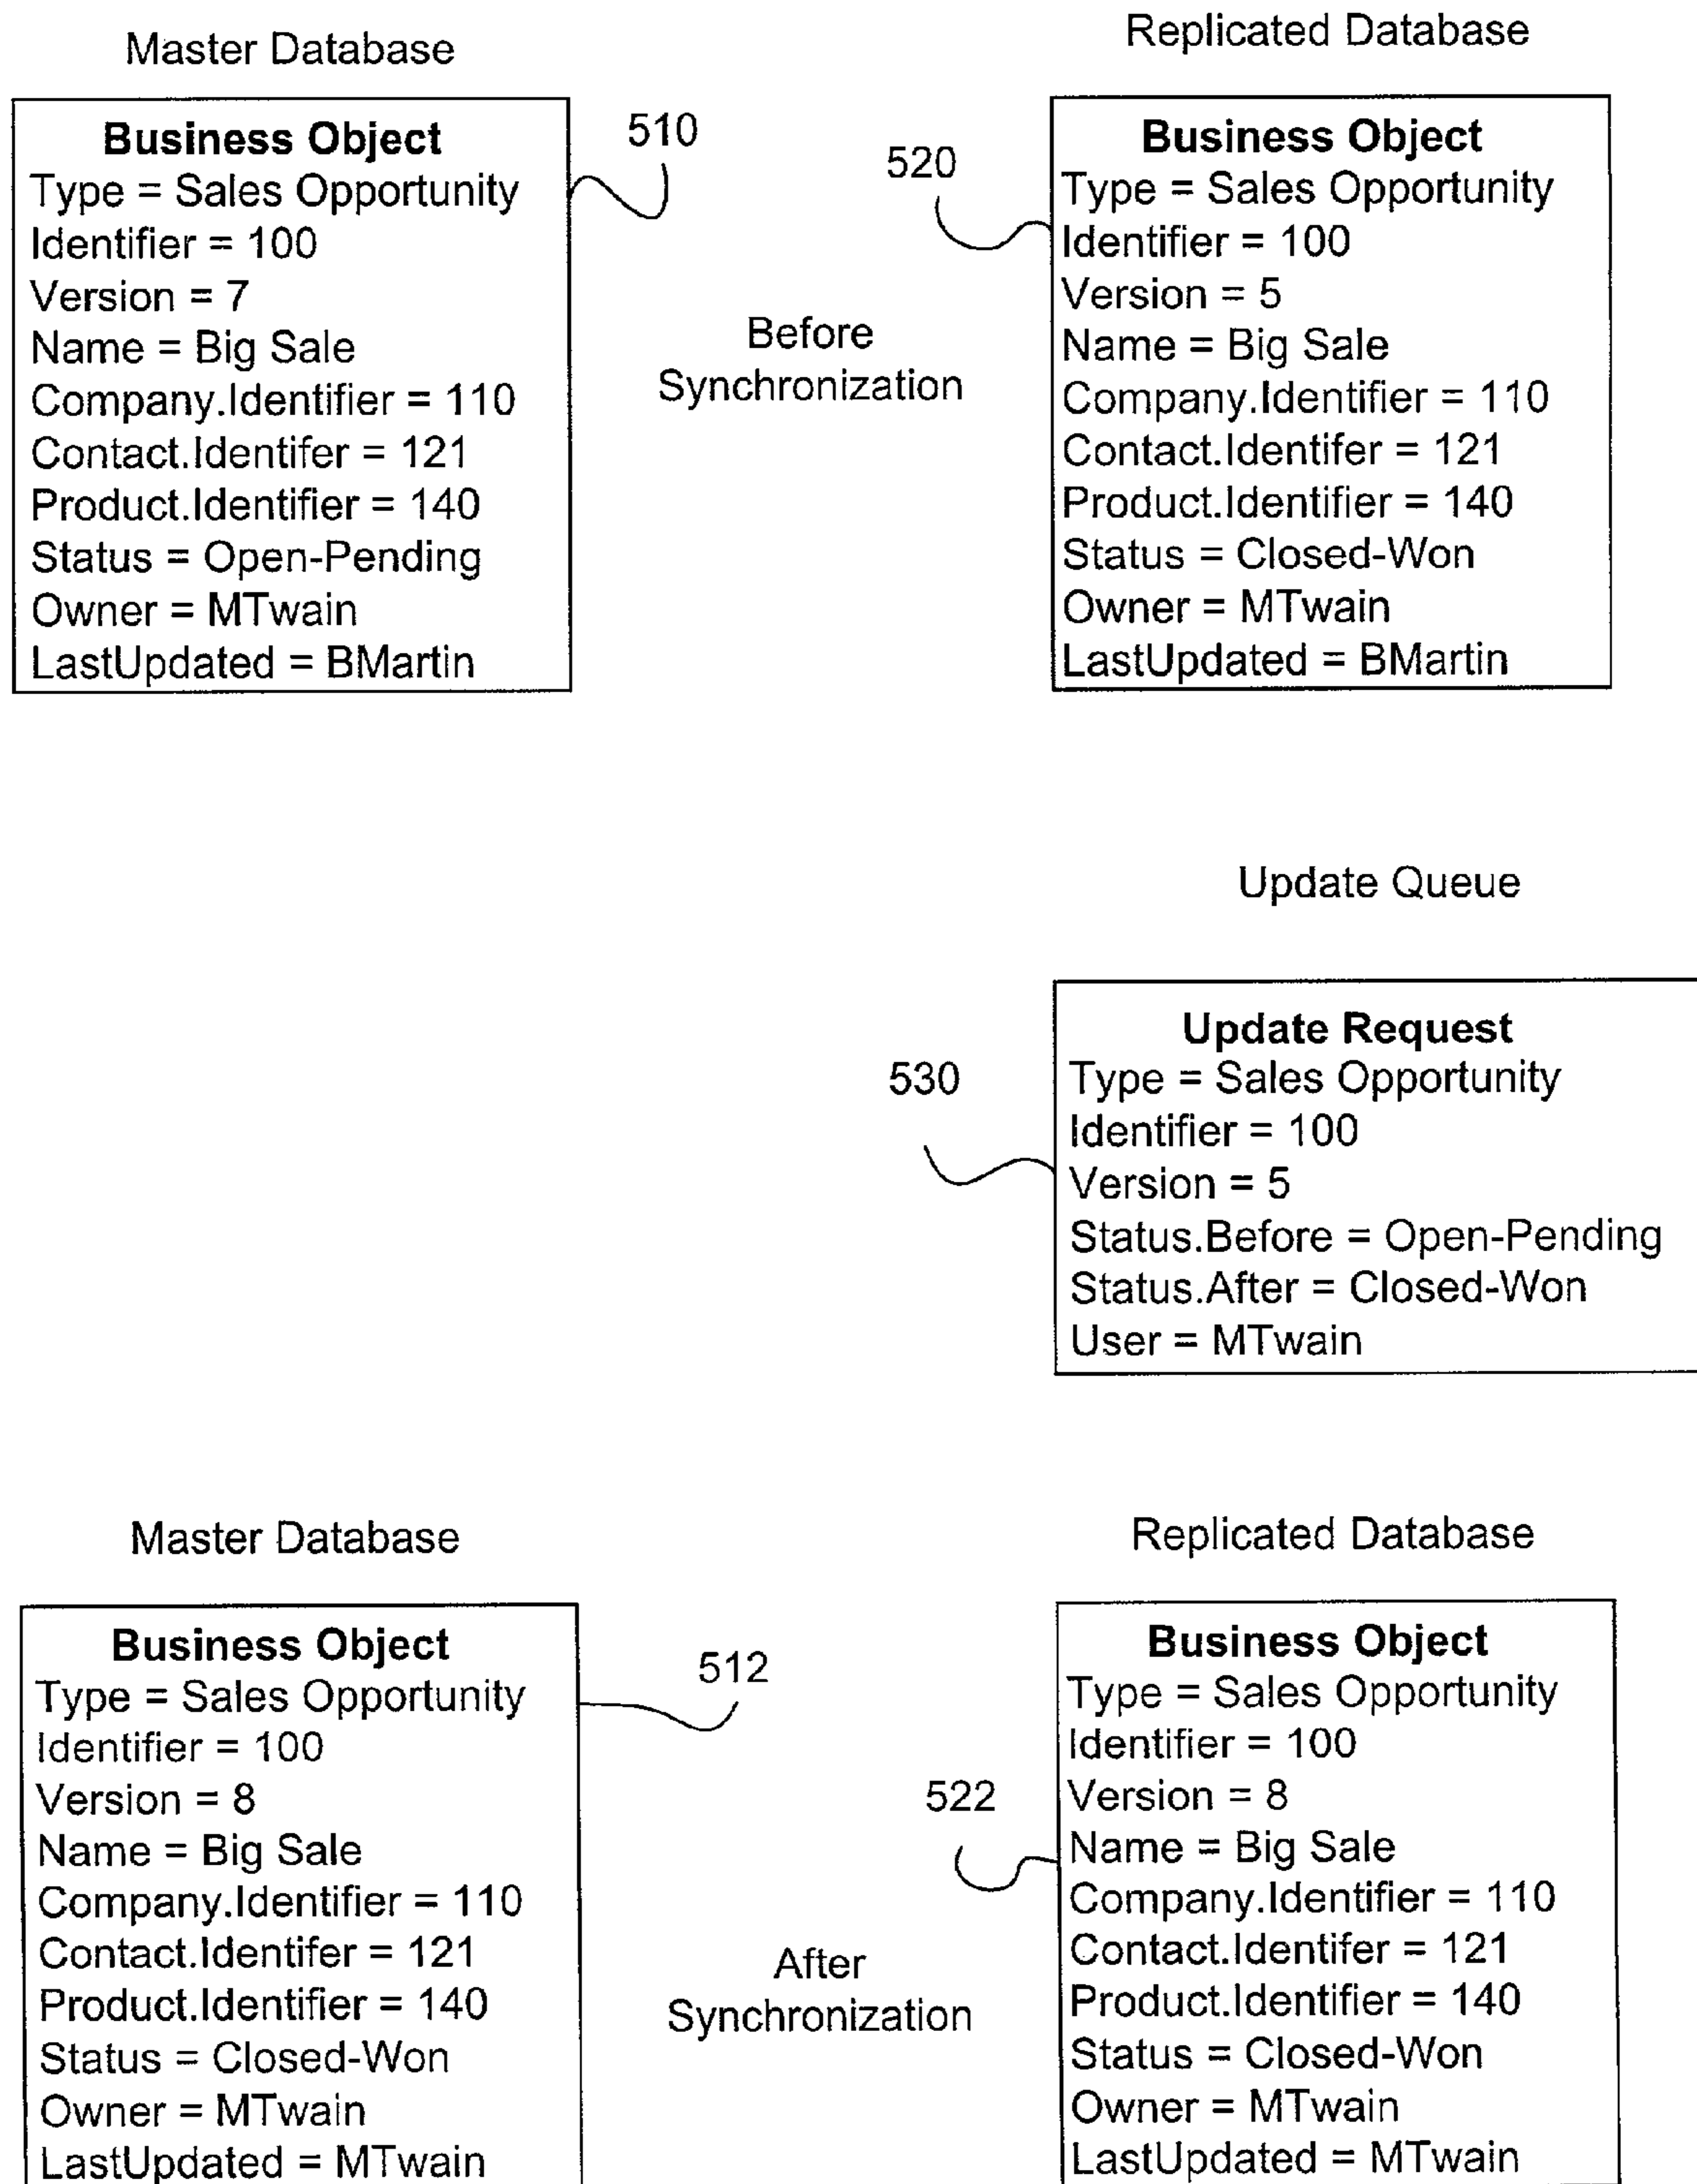 Master Database
Business Object
Type = Sales Opportunity
Identifier = 100
Version = 7
Name = Big Sale
Company.Identifier = 110
Contact.Identifer = 121
Product.Identifier = 140
Status = Open-Pending
Owner = MTwain
LastUpdated = BMartin
510
Before
Synchronization
Replicated Database
520
Business Object
Type = Sales Opportunity
Identifier = 100
Version = 5
Name = Big Sale
Company.Identifier = 110
Contact.Identifer = 121
Product.Identifier = 140
Status = Closed-Won
Owner = MTwain
LastUpdated = BMartin
Update Queue
530
Update Request
Type = Sales Opportunity
Identifier = 100
Version = 5
Status.Before = Open-Pending
Status.After = Closed-Won
User = MTwain
Master Database
Business Object
Type = Sales Opportunity
Identifier = 100
Version = 8
Name = Big Sale
Company.Identifier = 110
Contact.Identifer = 121
Product.Identifier = 140
Status = Closed-Won
Owner = MTwain
LastUpdated = MTwain
512
After
Synchronization
Replicated Database
522
Business Object
Type = Sales Opportunity
Identifier = 100
Version = 8
Name = Big Sale
Company.Identifier = 110
Contact.Identifer = 121
Product.Identifier = 140
Status = Closed-Won
Owner = MTwain
LastUpdated = MTwain